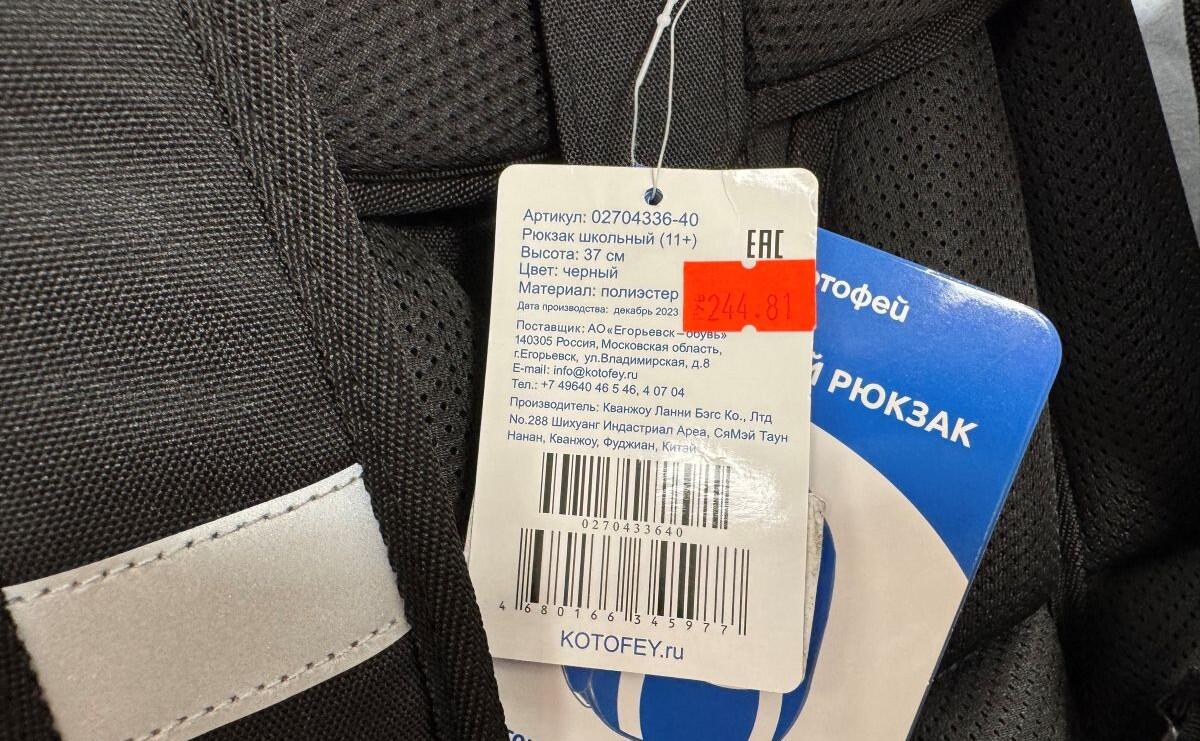 Артикул: 02704336-40
Рюкзак школьный (11+)
Высота: 37 см
Цвет: черный
Материал: полиэстер
Дата производства: декабрь 2023
EAC
244.81
Поставщик: АО «Егорьевск – обувь»
140305 Россия, Московская область,
г.Егорьевск, ул.Владимирская, д.8
E-mail: info@kotofey.ru
Тел.: +7 49640 46 5 46, 4 07 04
Производитель: Кванжоу Ланни Бэгс Ко., Лтд
No.288 Шихуанг Индастриал Ареа, СяМэй Таун
Нанан, Кванжоу, Фуджиан, Китай
0270433640
4 680166 345977
KOTOFEY.ru
тофей
Й РЮКЗАК